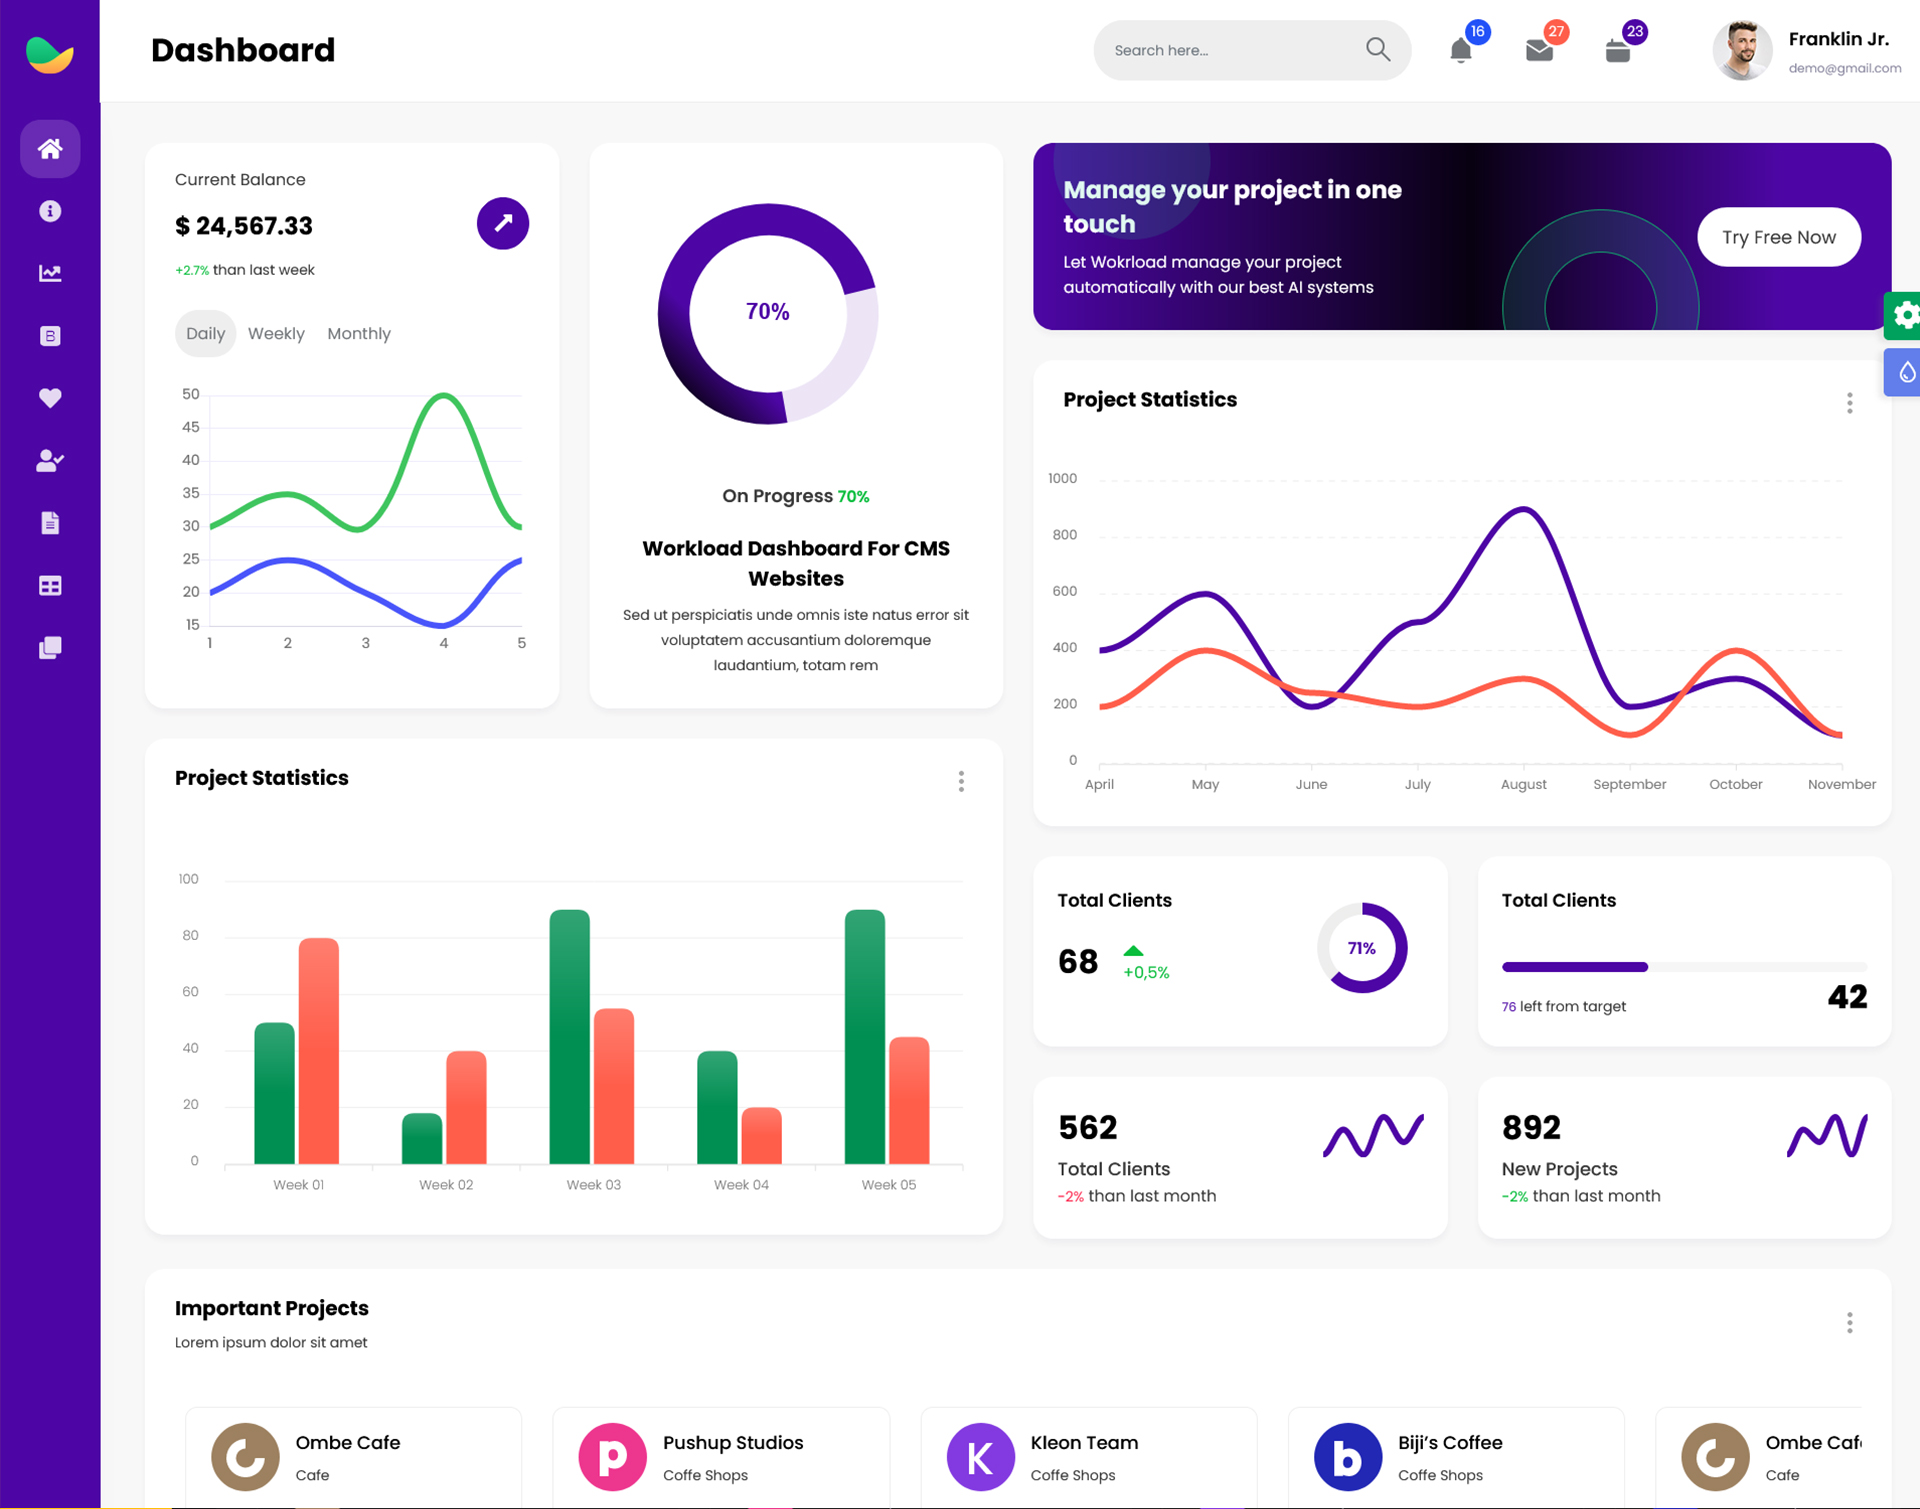 Dashboard
Search here...
16
27
23
Franklin Jr.
demo@gmail.com
B
Current Balance
$ 24,567.33
+2.7% than last week
Daily Weekly Monthly
50
45
40
35
30
25
20
15
1 2 3 4 5
70%
On Progress 70%
Workload Dashboard For CMS
Websites
Sed ut perspiciatis unde omnis iste natus error sit
voluptatem accusantium doloremque
laudantium, totam rem
Manage your project in one
touch
Let Wokrload manage your project
automatically with our best AI systems
Try Free Now
Project Statistics
1000
800
600
400
200
0
April May June July August September October November
Project Statistics
100
80
60
40
20
0
Week 01 Week 02 Week 03 Week 04 Week 05
Total Clients
68
+0,5%
71%
Total Clients
76 left from target
42
562
Total Clients
-2% than last month
892
New Projects
-2% than last month
Important Projects
Lorem ipsum dolor sit amet
Ombe Cafe
Cafe
p
Pushup Studios
Coffe Shops
K
Kleon Team
Coffe Shops
b
Biji's Coffee
Coffe Shops
Ombe Caf
Cafe